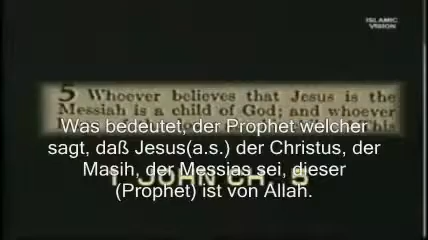 ISLAMIC
VISION
5 Whoever believes that Jesus is the
Messiah is a child of God; and whoever
Was bedeutet, der Prophet welcher
sagt, daß Jesus(a.s.) der Christus, der
Masih, der Messias sei, dieser
(Prophet) ist von Allah.
1 JOHN CH. 5